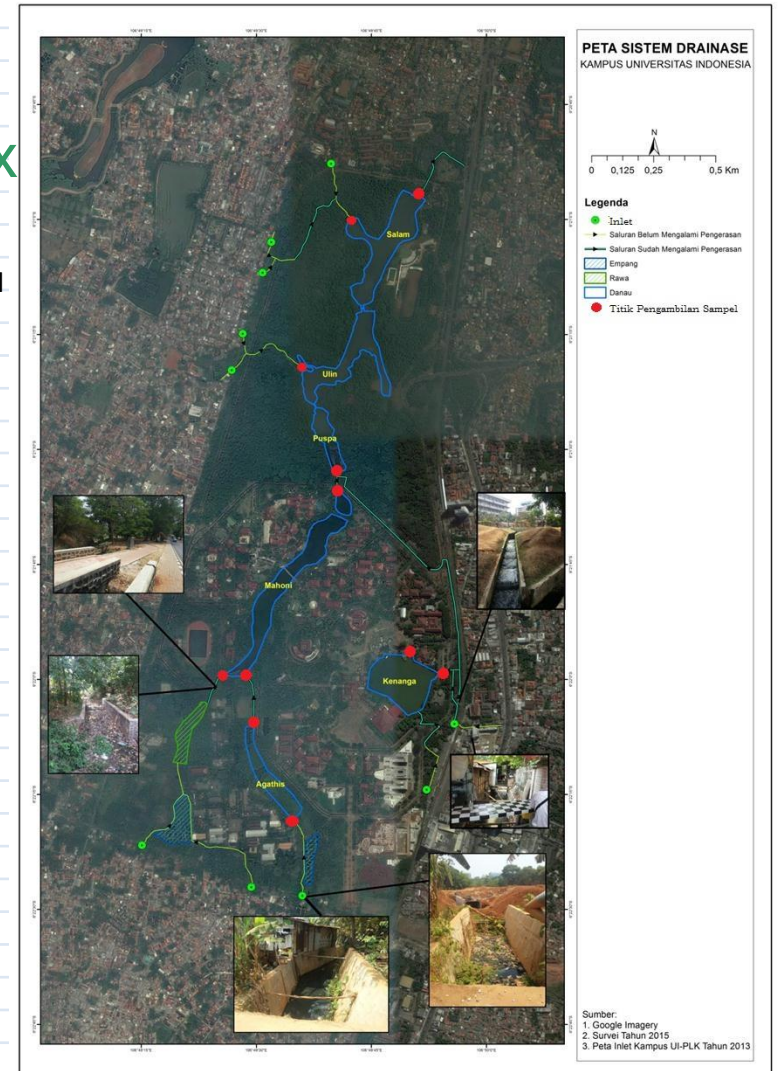 X
PETA SISTEM DRAINASE
KAMPUS UNIVERSITAS INDONESIA
N
0 0,125 0,25 0,5 Km
Legenda
Inlet
Saluran Belum Mengalami Pengerasan
Saluran Sudah Mengalami Pengerasan
Empang
Rawa
Danau
Titik Pengambilan Sampel
Salam
Ulin
Puspa
Mahoni
Kenanga
Agathis
Sumber:
1. Google Imagery
2. Survei Tahun 2015
3. Peta Inlet Kampus UI-PLK Tahun 2013